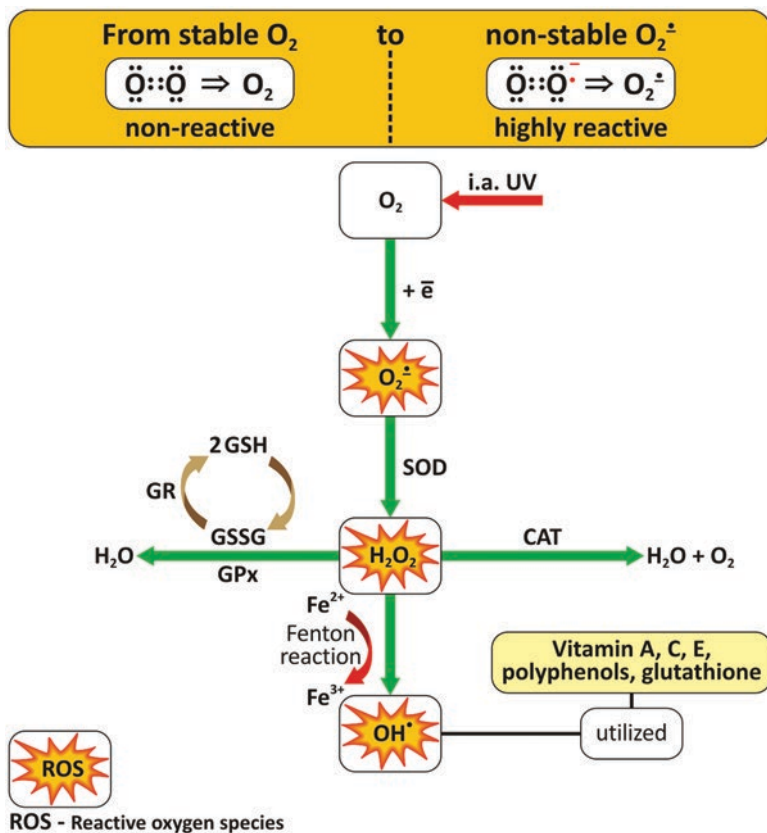 From stable O₂ to non-stable O₂•̄
Ö::Ö ⇒ O₂ Ö::Ö•̄ ⇒ O₂•̄
non-reactive highly reactive
O₂
i.a. UV
+ e̅
O₂•̄
SOD
2GSH
GR
GSSG
H₂O
GPx
H₂O₂
CAT
H₂O + O₂
Fe²⁺
Fenton
reaction
Fe³⁺
OH•
Vitamin A, C, E,
polyphenols, glutathione
utilized
ROS
ROS - Reactive oxygen species